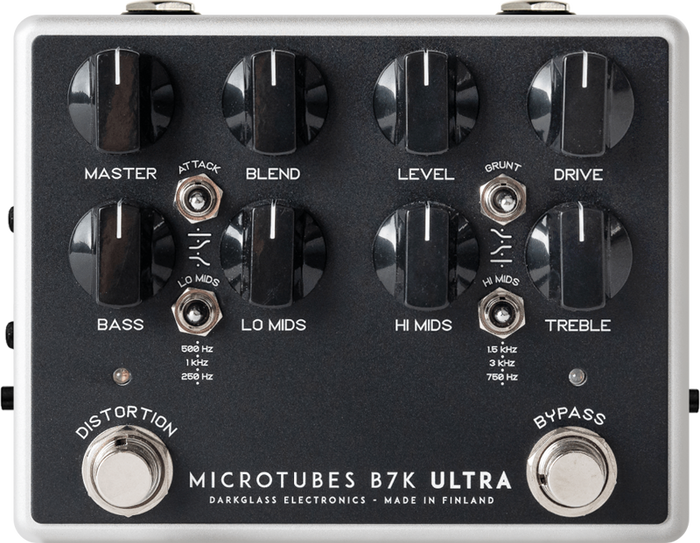 MASTER
BLEND
LEVEL
DRIVE
ATTACK
GRUNT
BASS
LO MIDS
LO MIDS
HI MIDS
HI MIDS
TREBLE
500 Hz
1 kHz
250 Hz
1.5 kHz
3 kHz
750 Hz
DISTORTION
BYPASS
MICROTUBES B7K ULTRA
DARKGLASS ELECTRONICS - MADE IN FINLAND